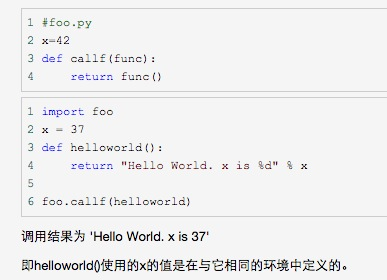 1 #foo.py
2 x=42
3 def callf(func):
4     return func()
1 import foo
2 x = 37
3 def helloworld():
4     return "Hello World. x is %d" % x
5
6 foo.callf(helloworld)
调用结果为 'Hello World. x is 37'
即helloworld()使用的x的值是在与它相同的环境中定义的。